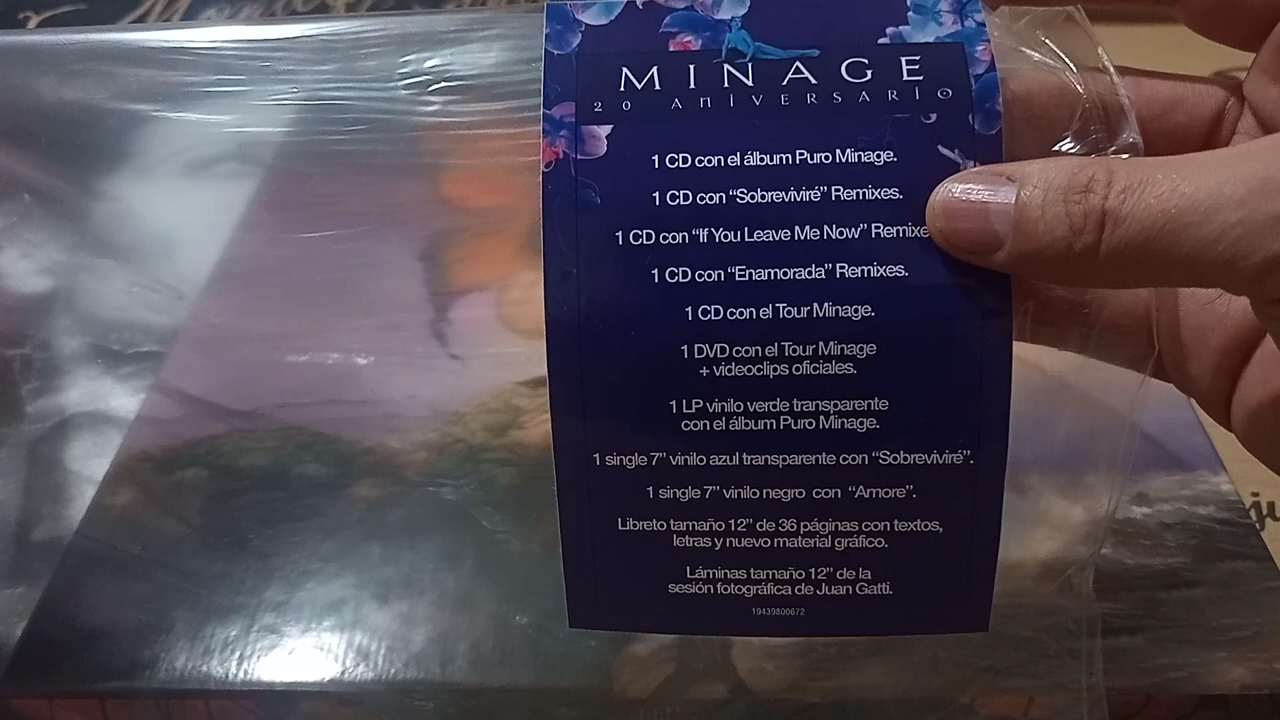 MINAGE
20 ANIVERSARIO
1 CD con el álbum Puro Minage.
1 CD con “Sobreviviré” Remixes.
1 CD con “If You Leave Me Now” Remixe
1 CD con “Enamorada” Remixes.
1 CD con el Tour Minage.
1 DVD con el Tour Minage
+ videoclips oficiales.
1 LP vinilo verde transparente
con el álbum Puro Minage.
1 single 7” vinilo azul transparente con “Sobreviviré”.
1 single 7” vinilo negro con “Amore”.
Libreto tamaño 12” de 36 páginas con textos,
letras y nuevo material gráfico.
Láminas tamaño 12” de la
sesión fotográfica de Juan Gatti.
19439800672